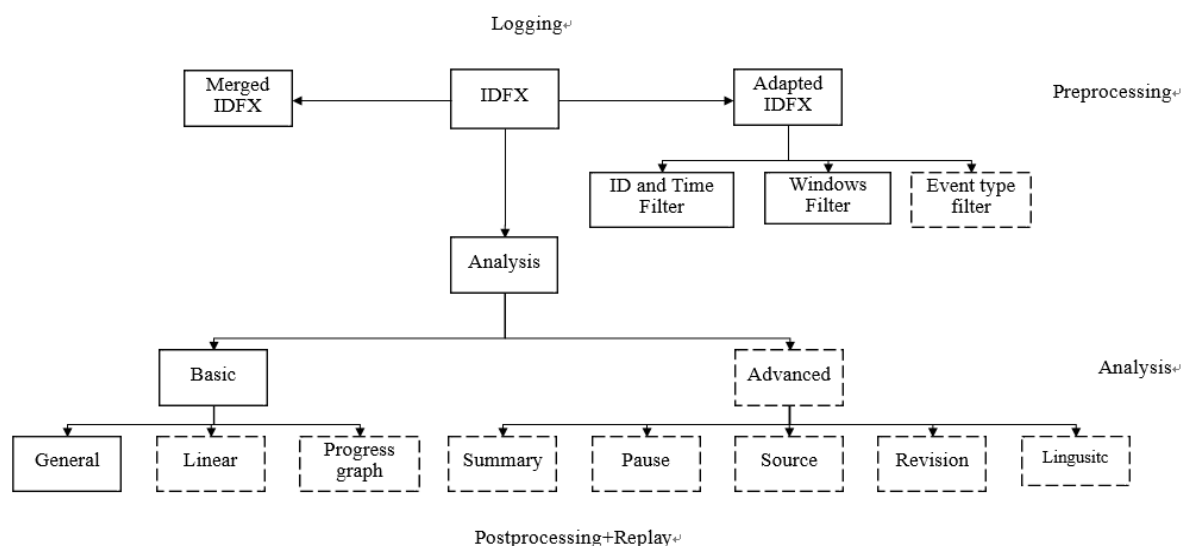 Logging
Merged
IDFX
IDFX
Adapted
IDFX
Preprocessing
ID and Time
Filter
Windows
Filter
Event type
filter
Analysis
Basic
Advanced
Analysis
General
Linear
Progress
graph
Summary
Pause
Source
Revision
Lingusitc
Postprocessing+Replay